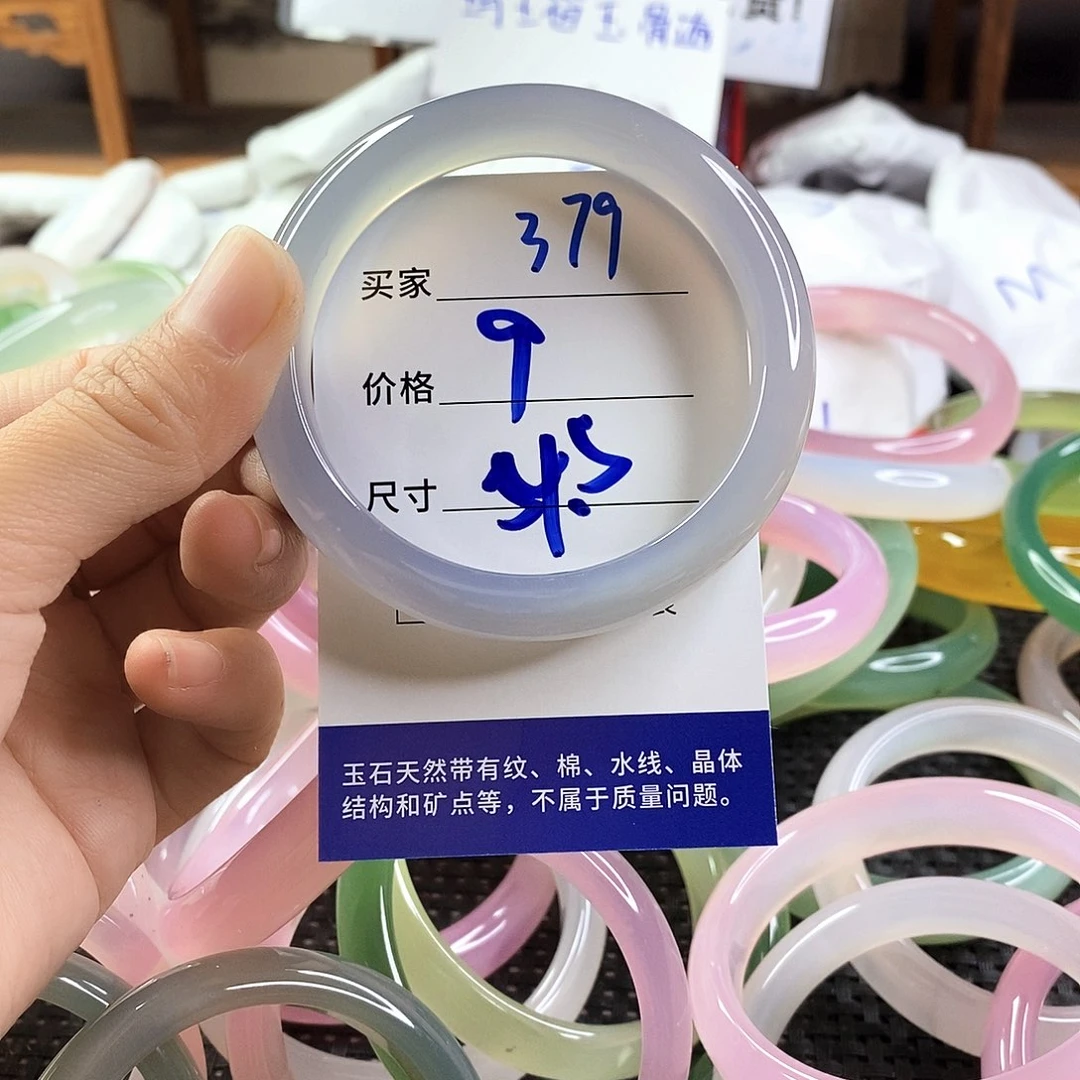 买家 379
价格 9
尺寸
玉石天然带有纹、棉、水线、晶体
结构和矿点等，不属于质量问题。